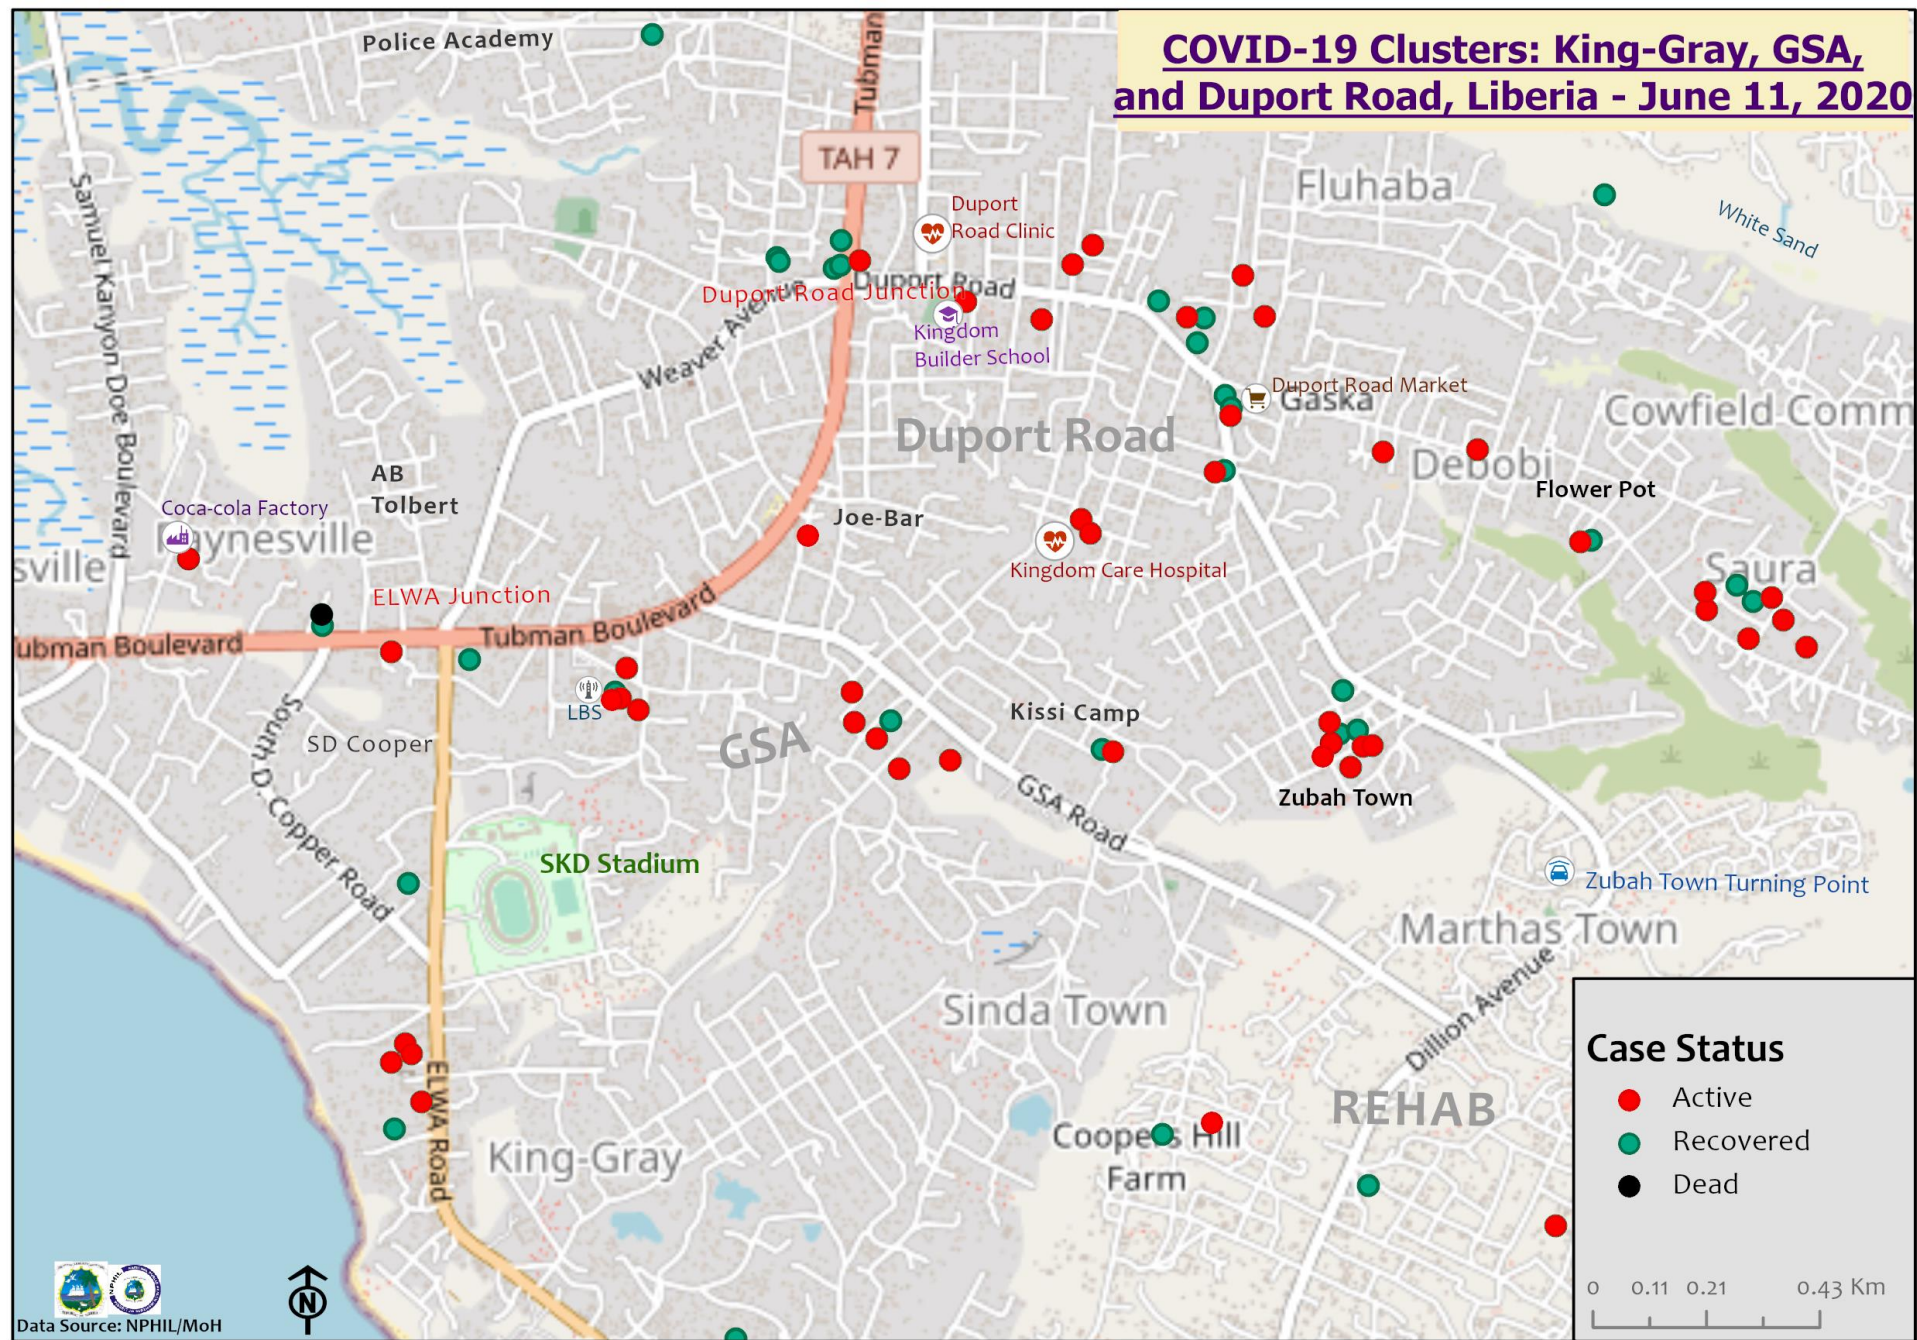 COVID-19 Clusters: King-Gray, GSA,
and Duport Road, Liberia - June 11, 2020
Police Academy
Tubman
TAH 7
Fluhaba
White Sand
Samuel Kanyon Doe Boulevard
Duport
Road Clinic
Duport Road
Duport Road Junction
Weaver Avenue
Kingdom
Builder School
Duport Road Market
Gaska
Cowfield Comm
Duport Road
Debobi
Flower Pot
AB
Tolbert
Coca-cola Factory
Paynesville
sville
Joe-Bar
Kingdom Care Hospital
Saura
ELWA Junction
ubman Boulevard
Tubman Boulevard
LBS
GSA
Kissi Camp
SD Cooper
South D. Copper Road
GSA Road
Zubah Town
SKD Stadium
Zubah Town Turning Point
Marthas Town
Sinda Town
Dillion Avenue
REHAB
ELWA Road
King-Gray
Coopers Hill
Farm
Case Status
Active
Recovered
Dead
0 0.11 0.21 0.43 Km
N
NPHIL
Data Source: NPHIL/MoH